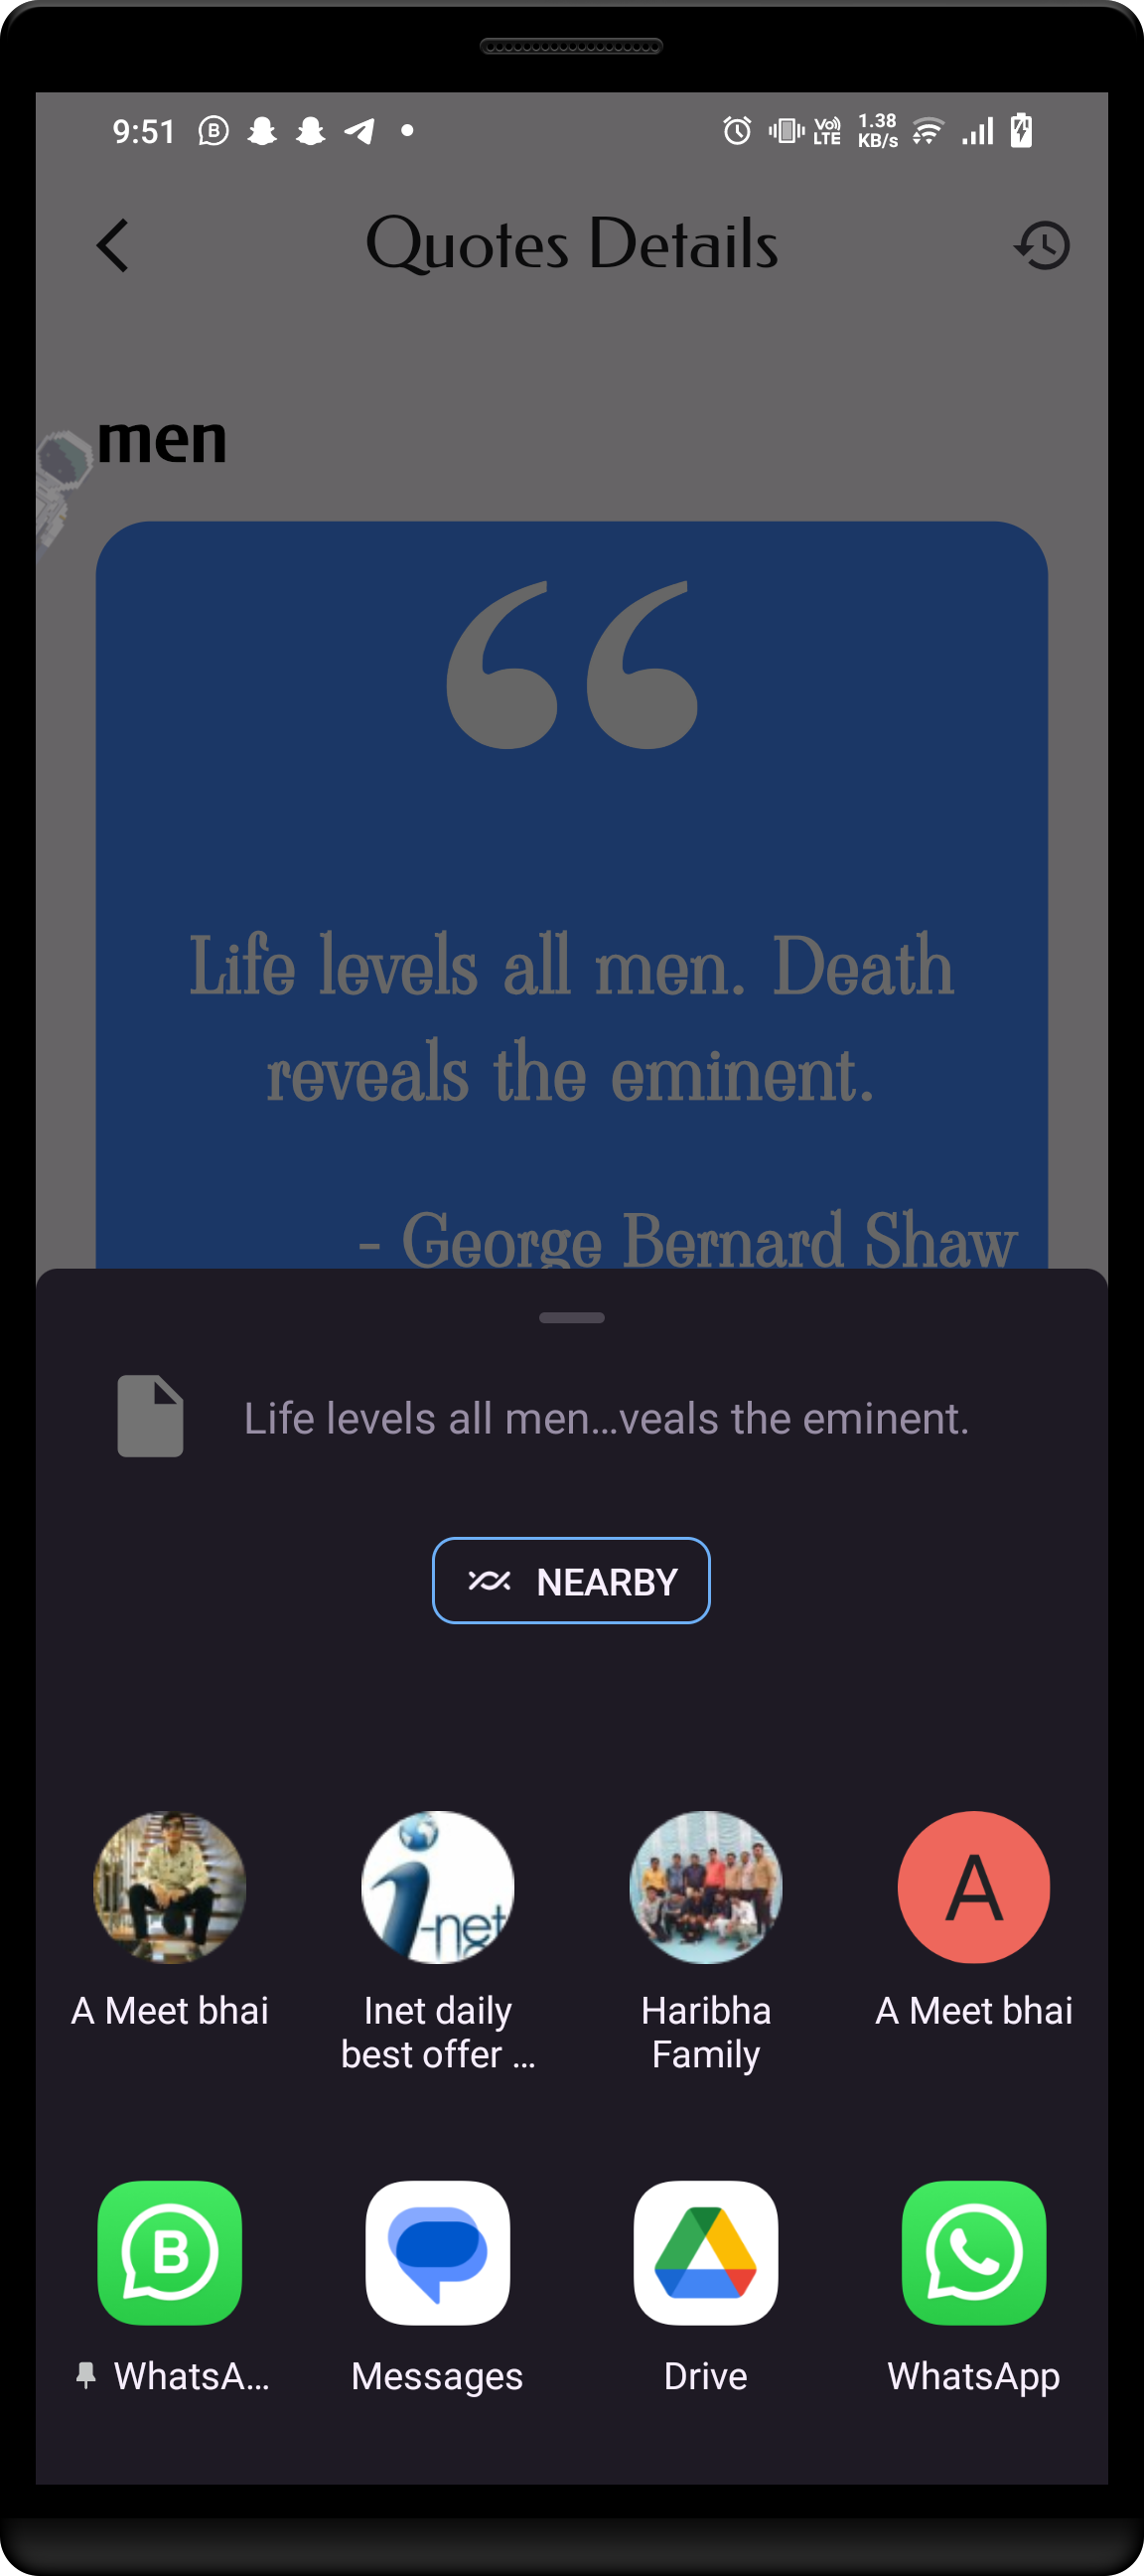 9:51
VoLTE
1.38
KB/s
Quotes Details
men
“
Life levels all men. Death
reveals the eminent.
- George Bernard Shaw
Life levels all men...veals the eminent.
NEARBY
i-net
A
A Meet bhai
Inet daily
best offer ...
Haribha
Family
A Meet bhai
B
WhatsA...
Messages
Drive
WhatsApp